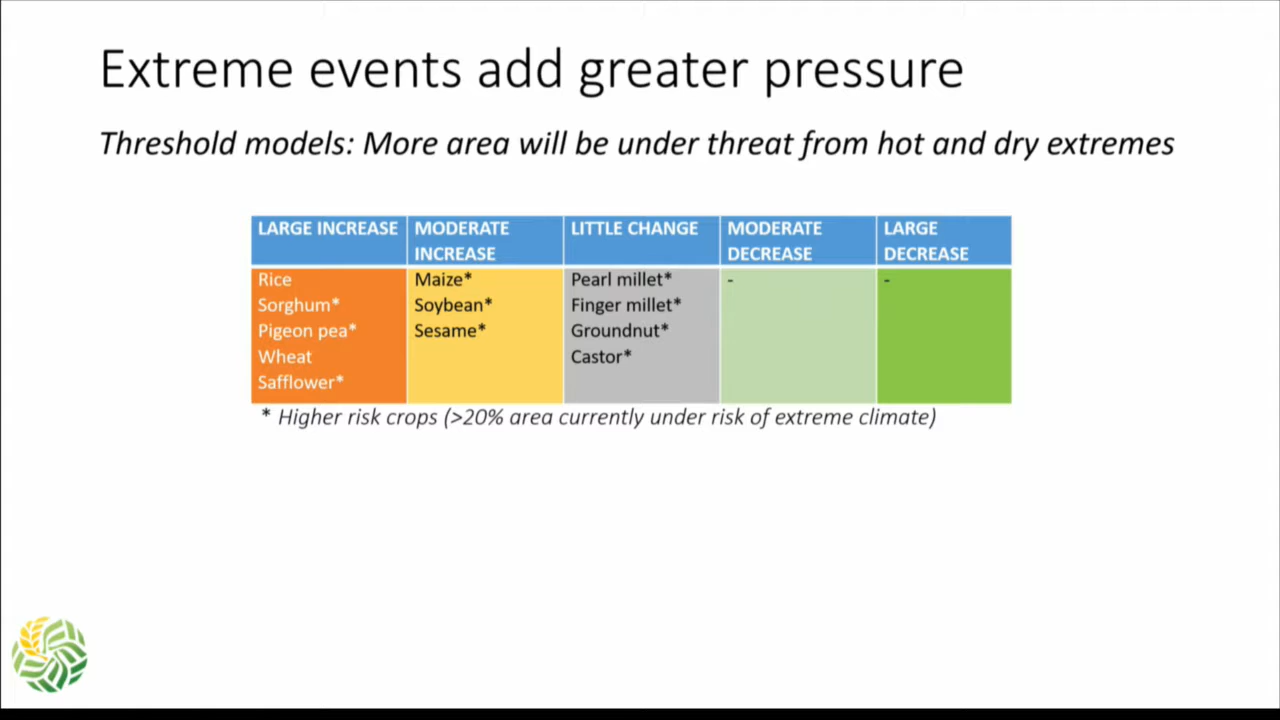 Extreme events add greater pressure
Threshold models: More area will be under threat from hot and dry extremes
LARGE INCREASE
MODERATE
INCREASE
LITTLE CHANGE
MODERATE
DECREASE
LARGE
DECREASE
Rice
Sorghum*
Pigeon pea*
Wheat
Safflower*
Maize*
Soybean*
Sesame*
Pearl millet*
Finger millet*
Groundnut*
Castor*
-
-
* Higher risk crops (>20% area currently under risk of extreme climate)